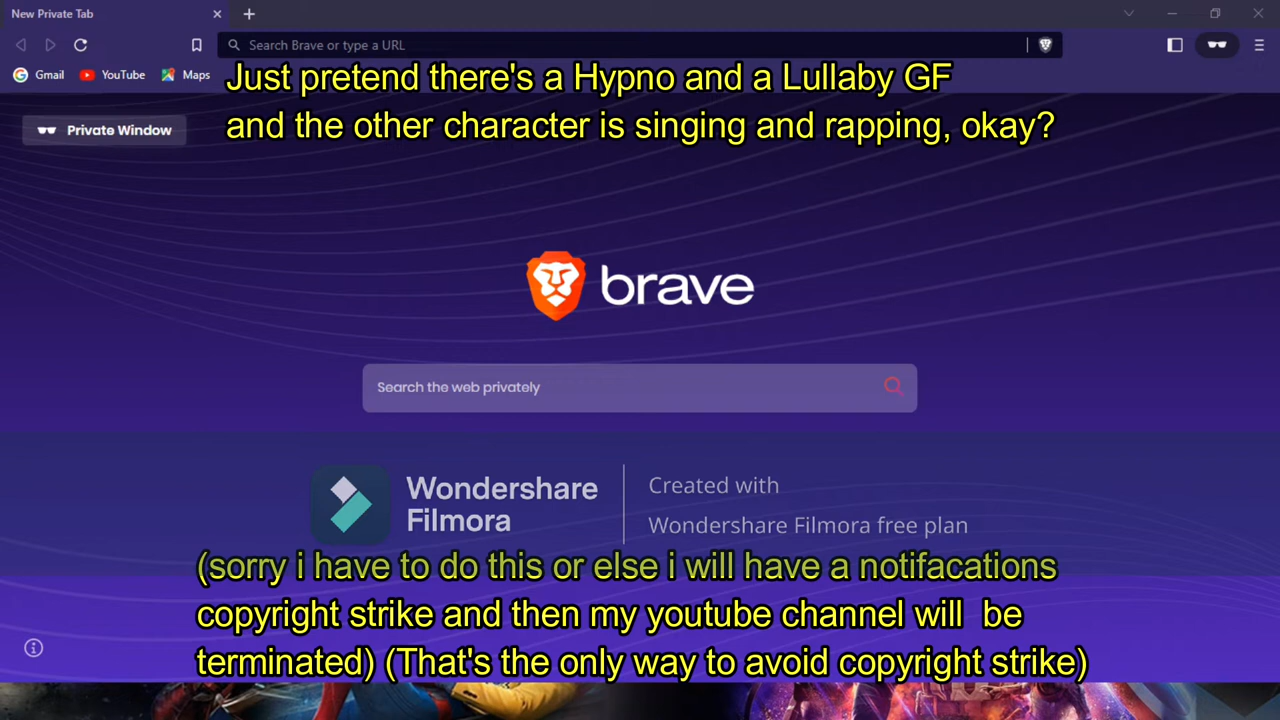 New Private Tab
Search Brave or type a URL
Gmail YouTube Maps
Just pretend there's a Hypno and a Lullaby GF
and the other character is singing and rapping, okay?
Private Window
brave
Search the web privately
Wondershare
Filmora
Created with
Wondershare Filmora free plan
(sorry i have to do this or else i will have a notifacations
copyright strike and then my youtube channel will be
terminated) (That's the only way to avoid copyright strike)